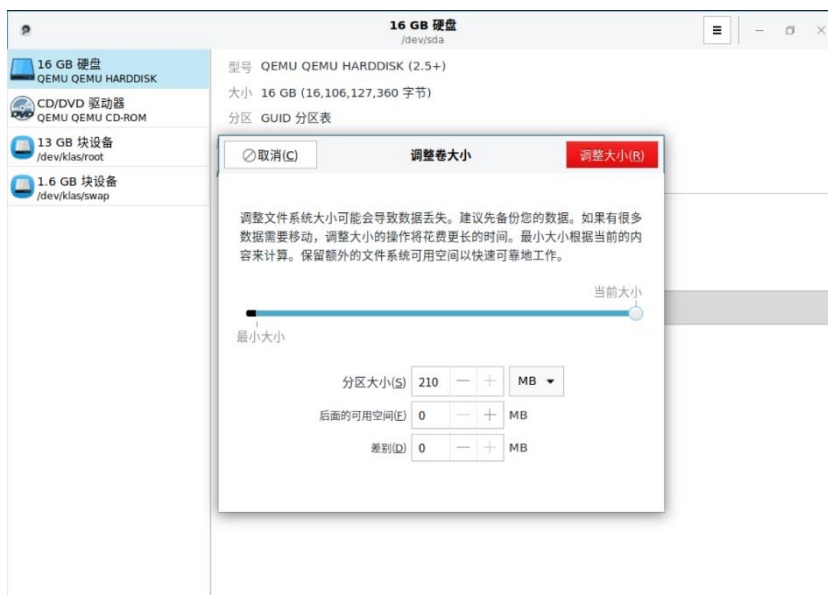 16 GB 硬盘
/dev/sda
16 GB 硬盘
QEMU QEMU HARDDISK
CD/DVD 驱动器
QEMU QEMU CD-ROM
13 GB 块设备
/dev/klas/root
1.6 GB 块设备
/dev/klas/swap
型号 QEMU QEMU HARDDISK (2.5+)
大小 16 GB (16,106,127,360 字节)
分区 GUID 分区表
取消(C)
调整卷大小
调整大小(R)
调整文件系统大小可能会导致数据丢失。建议先备份您的数据。如果有很多
数据需要移动，调整大小的操作将花费更长的时间。最小大小根据当前的内
容来计算。保留额外的文件系统可用空间以快速可靠地工作。
当前大小
最小大小
分区大小(S) 210 MB
后面的可用空间(F) 0 MB
差别(D) 0 MB